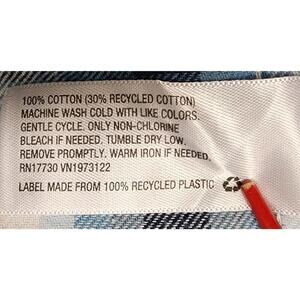 100% COTTON (30% RECYCLED COTTON)
MACHINE WASH COLD WITH LIKE COLORS.
GENTLE CYCLE. ONLY NON-CHLORINE
BLEACH IF NEEDED. TUMBLE DRY LOW.
REMOVE PROMPTLY. WARM IRON IF NEEDED.
RN17730 VN1973122
LABEL MADE FROM 100% RECYCLED PLASTIC